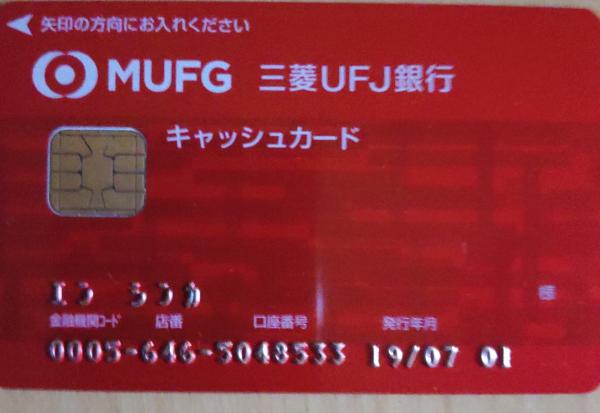 矢印の方向にお入れください
MUFG 三菱UFJ銀行
キャッシュカード
エン シンカ 様
金融機関コード 店番 口座番号 発行年月
0005-646-5048533 19/07 01